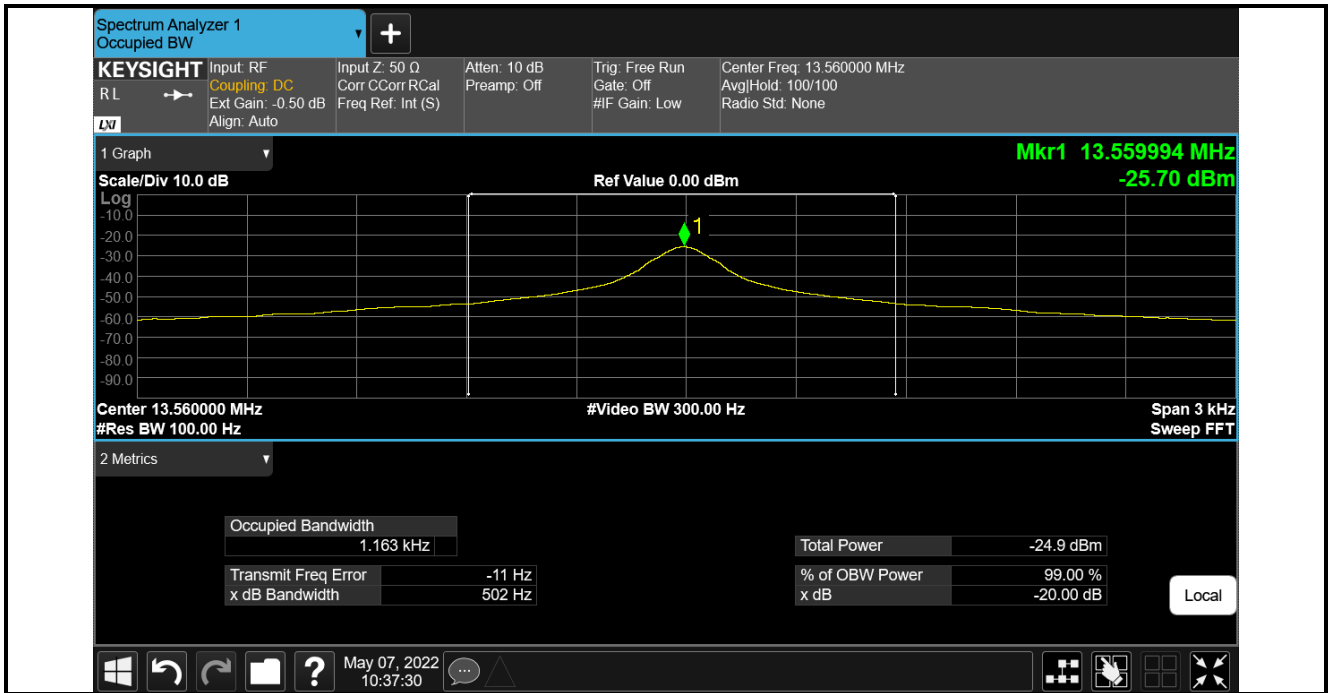 Spectrum Analyzer 1
Occupied BW
+
KEYSIGHT
R L
LXI
Input: RF
Coupling: DC
Ext Gain: -0.50 dB
Align: Auto
Input Z: 50 Ω
Corr CCorr RCal
Freq Ref: Int (S)
Atten: 10 dB
Preamp: Off
Trig: Free Run
Gate: Off
#IF Gain: Low
Center Freq: 13.560000 MHz
Avg|Hold: 100/100
Radio Std: None
1 Graph
Mkr1 13.559994 MHz
-25.70 dBm
Scale/Div 10.0 dB
Ref Value 0.00 dBm
Log
-10.0
-20.0
-30.0
-40.0
-50.0
-60.0
-70.0
-80.0
-90.0
1
Center 13.560000 MHz
#Video BW 300.00 Hz
Span 3 kHz
#Res BW 100.00 Hz
Sweep FFT
2 Metrics
Occupied Bandwidth
1.163 kHz
Transmit Freq Error -11 Hz
x dB Bandwidth 502 Hz
Total Power -24.9 dBm
% of OBW Power 99.00 %
x dB -20.00 dB
Local
?
May 07, 2022
10:37:30